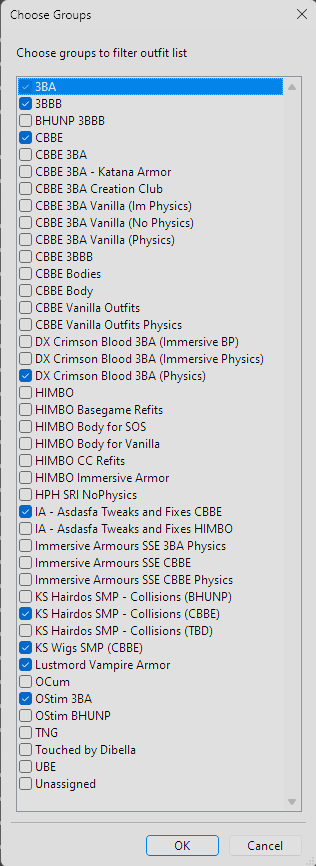 Choose Groups
Choose groups to filter outfit list
3BA
3BBB
BHUNP 3BBB
CBBE
CBBE 3BA
CBBE 3BA - Katana Armor
CBBE 3BA Creation Club
CBBE 3BA Vanilla (Im Physics)
CBBE 3BA Vanilla (No Physics)
CBBE 3BA Vanilla (Physics)
CBBE 3BBB
CBBE Bodies
CBBE Body
CBBE Vanilla Outfits
CBBE Vanilla Outfits Physics
DX Crimson Blood 3BA (Immersive BP)
DX Crimson Blood 3BA (Immersive Physics)
DX Crimson Blood 3BA (Physics)
HIMBO
HIMBO Basegame Refits
HIMBO Body for SOS
HIMBO Body for Vanilla
HIMBO CC Refits
HIMBO Immersive Armor
HPH SRI NoPhysics
IA - Asdasfa Tweaks and Fixes CBBE
IA - Asdasfa Tweaks and Fixes HIMBO
Immersive Armours SSE 3BA Physics
Immersive Armours SSE CBBE
Immersive Armours SSE CBBE Physics
KS Hairdos SMP - Collisions (BHUNP)
KS Hairdos SMP - Collisions (CBBE)
KS Hairdos SMP - Collisions (TBD)
KS Wigs SMP (CBBE)
Lustmord Vampire Armor
OCum
OStim 3BA
OStim BHUNP
TNG
Touched by Dibella
UBE
Unassigned
OK
Cancel